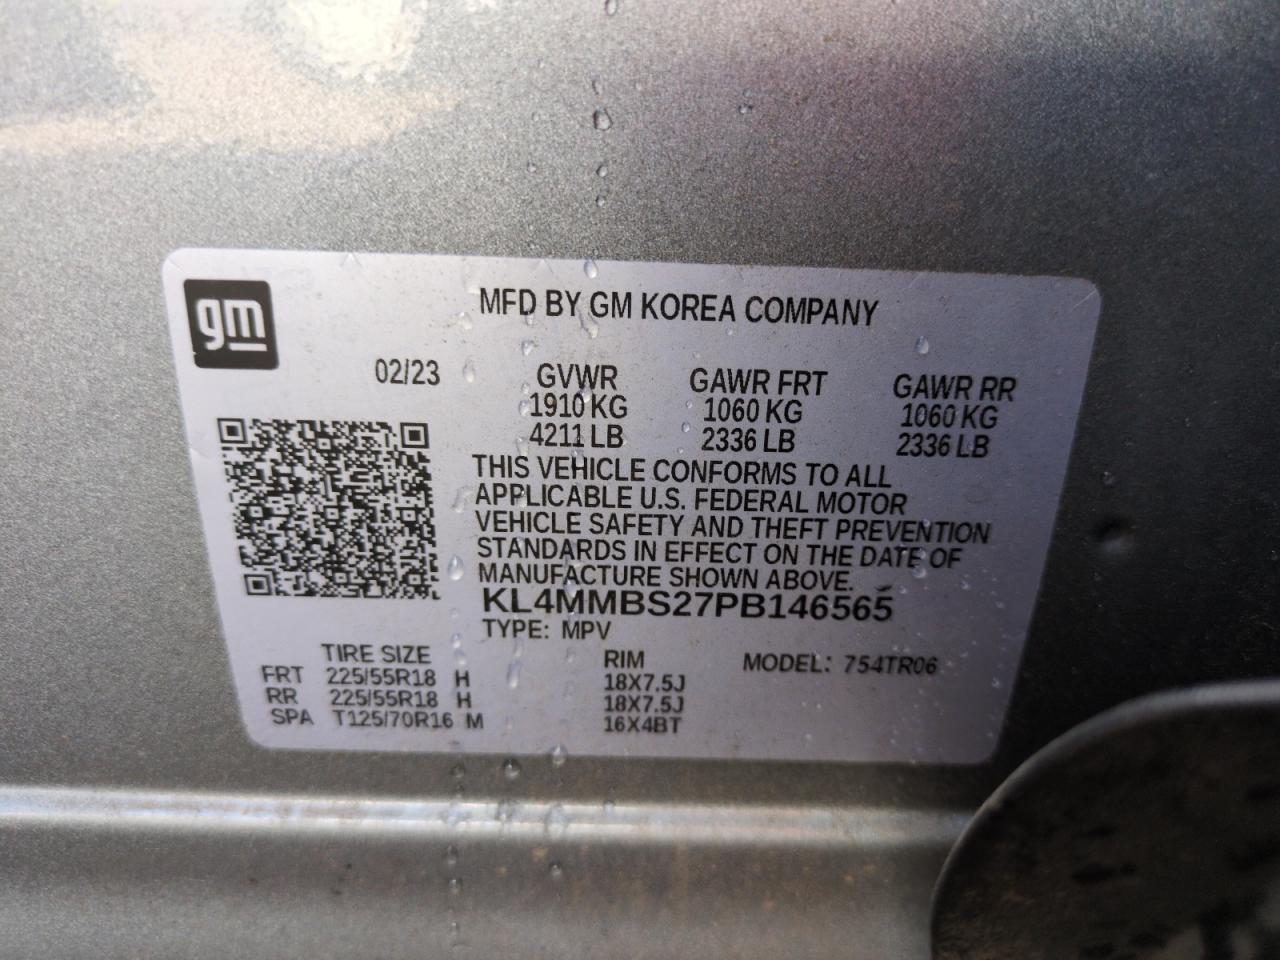 gm
MFD BY GM KOREA COMPANY
02/23 GVWR GAWR FRT GAWR RR
1910 KG 1060 KG 1060 KG
4211 LB 2336 LB 2336 LB
THIS VEHICLE CONFORMS TO ALL
APPLICABLE U.S. FEDERAL MOTOR
VEHICLE SAFETY AND THEFT PREVENTION
STANDARDS IN EFFECT ON THE DATE OF
MANUFACTURE SHOWN ABOVE.
KL4MMBS27PB146565
TYPE: MPV
TIRE SIZE RIM MODEL: 754TR06
FRT 225/55R18 H 18X7.5J
RR 225/55R18 H 18X7.5J
SPA T125/70R16 M 16X4BT